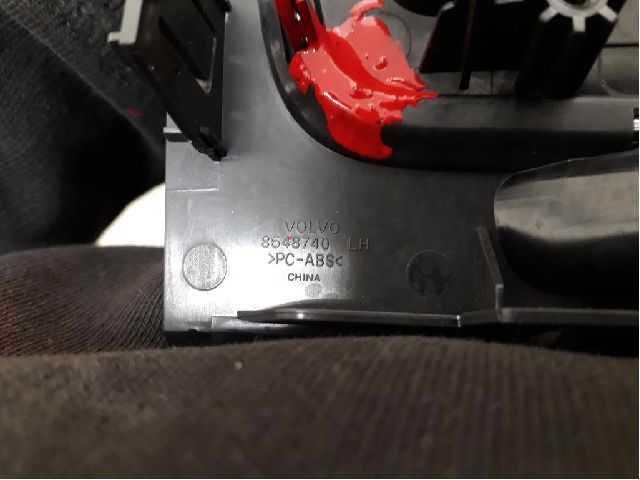 VOLVO
8648740 LH
>PC-ABS<
CHINA